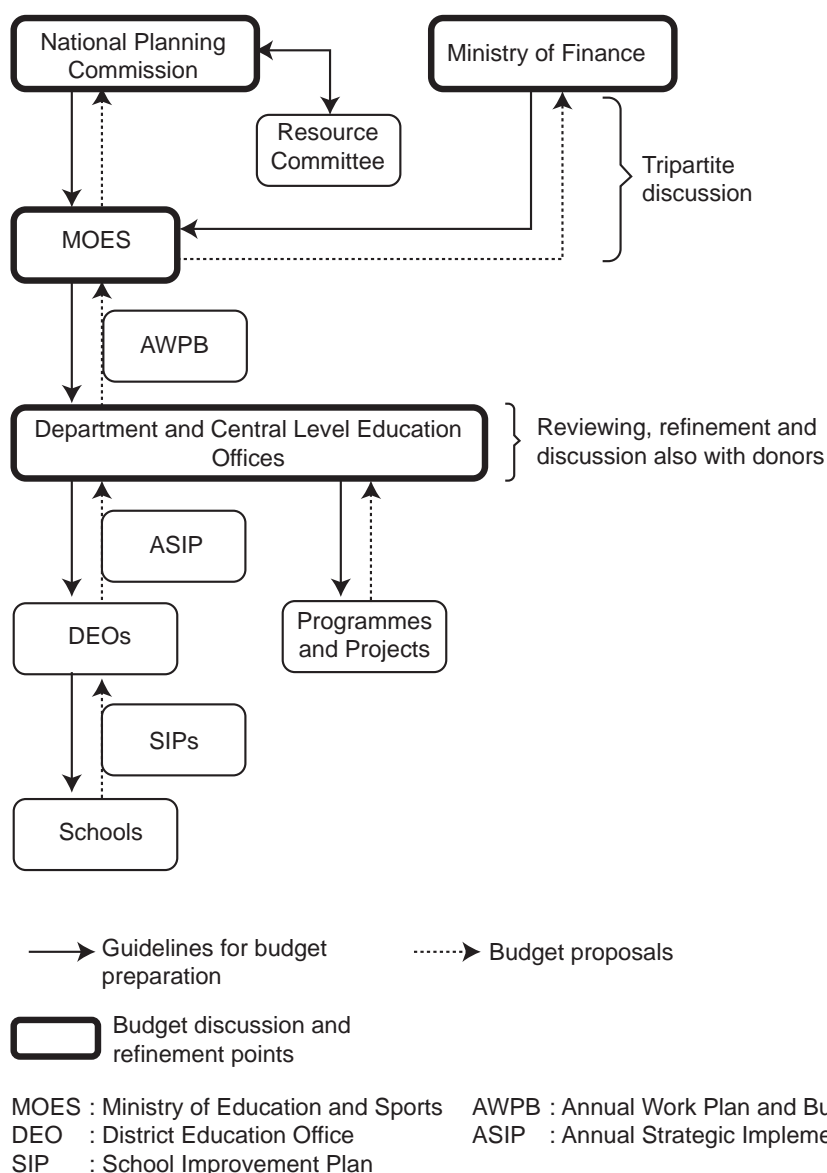 National Planning
Commission
Ministry of Finance
Resource
Committee
Tripartite
discussion
MOES
AWPB
Department and Central Level Education
Offices
Reviewing, refinement and
discussion also with donors
ASIP
DEOs
Programmes
and Projects
SIPs
Schools
Guidelines for budget
preparation
Budget proposals
Budget discussion and
refinement points
MOES : Ministry of Education and Sports
AWPB : Annual Work Plan and
DEO : District Education Office
ASIP : Annual Strategic
SIP : School Improvement Plan